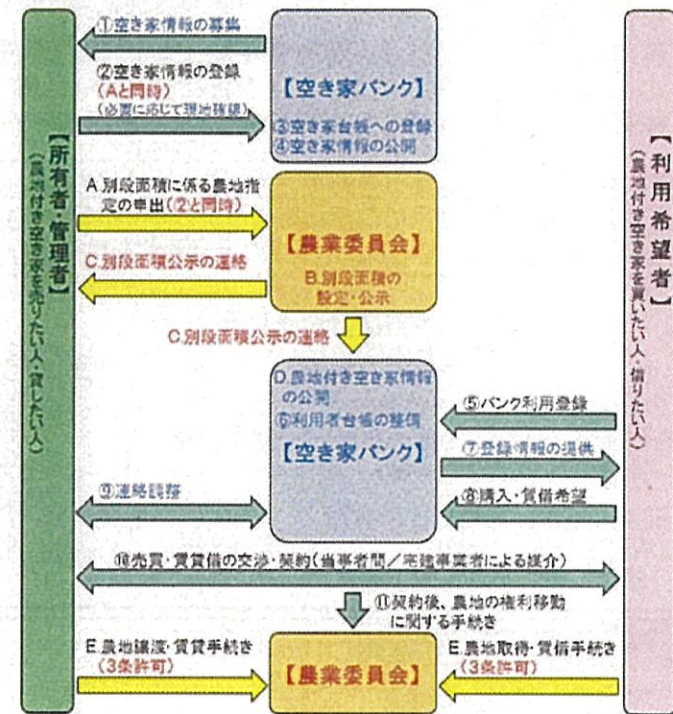 【所有者・管理者】
（農地付き空き家を売りたい人・貸したい人）
①空き家情報の募集
②空き家情報の登録
（Aと同時）
（必要に応じて現地確認）
【空き家バンク】
③空き家台帳への登録
④空き家情報の公開
A.別段面積に係る農地指
定の申出（②と同時）
C.別段面積公示の連絡
【農業委員会】
B.別段面積の
設定・公示
C.別段面積公示の連絡
D.農地付き空き家情報
の公開
⑥利用者台帳の整備
【空き家バンク】
⑤バンク利用登録
⑦登録情報の提供
⑧購入・賃借希望
⑨連絡調整
⑩売買・賃貸借の交渉・契約（当事者間／宅建事業者による媒介）
⑪契約後、農地の権利移動
に関する手続き
E.農地譲渡・賃貸手続き
（3条許可）
【農業委員会】
E.農地取得・賃借手続き
（3条許可）
【利用希望者】
（農地付き空き家を買いたい人・借りたい人）